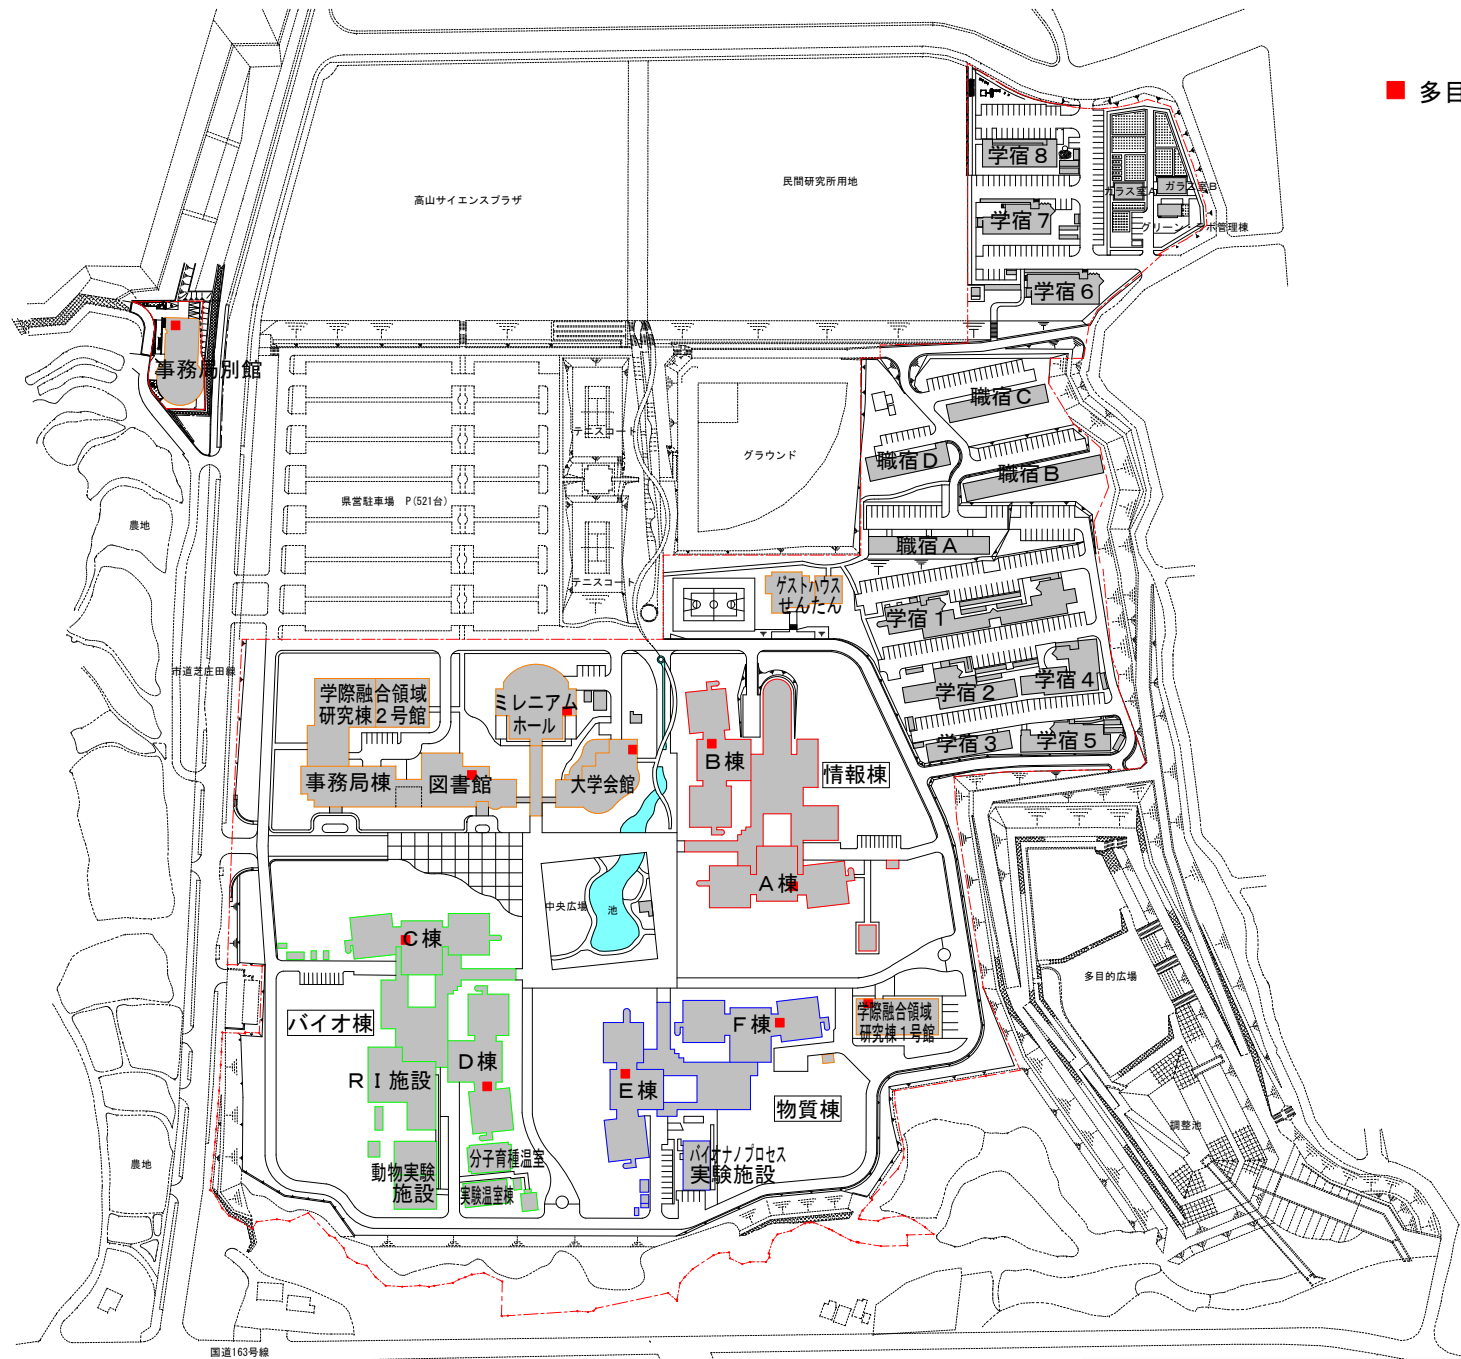 ■ 多目
学宿８
ガラス室A
ガラス室B
民間研究所用地
高山サイエンスプラザ
学宿７
グリーン・ラボ管理棟
学宿６
事務局別館
職宿Ｃ
テニスコート
グラウンド
職宿Ｄ
職宿Ｂ
県営駐車場 P(521台)
農地
職宿Ａ
テニスコート
ゲストハウス
せんたん
学宿１
市道芝庄田線
学宿４
学宿２
学際融合領域
研究棟２号館
ミレニアム
ホール
学宿３
学宿５
Ｂ棟
情報棟
事務局棟
図書館
大学会館
Ａ棟
中央広場
池
Ｃ棟
多目的広場
バイオ棟
Ｆ棟
学際融合領域
研究棟１号館
Ｄ棟
ＲＩ施設
Ｅ棟
物質棟
調整池
分子育種温室
バイオナノプロセス
実験施設
農地
動物実験
施設
実験温室棟
国道163号線